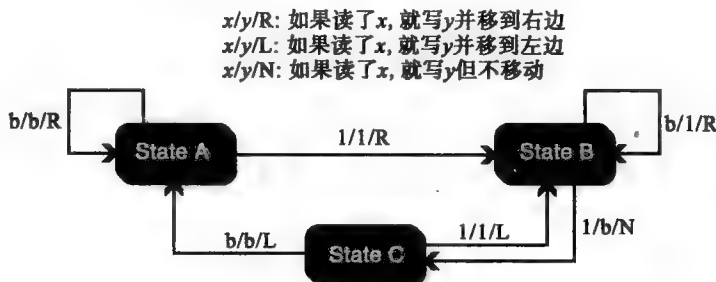 x/y/R: 如果读了x, 就写y并移到右边
x/y/L: 如果读了x, 就写y并移到左边
x/y/N: 如果读了x, 就写y但不移动
b/b/R
b/1/R
State A
1/1/R
State B
b/b/L
1/1/L
1/b/N
State C